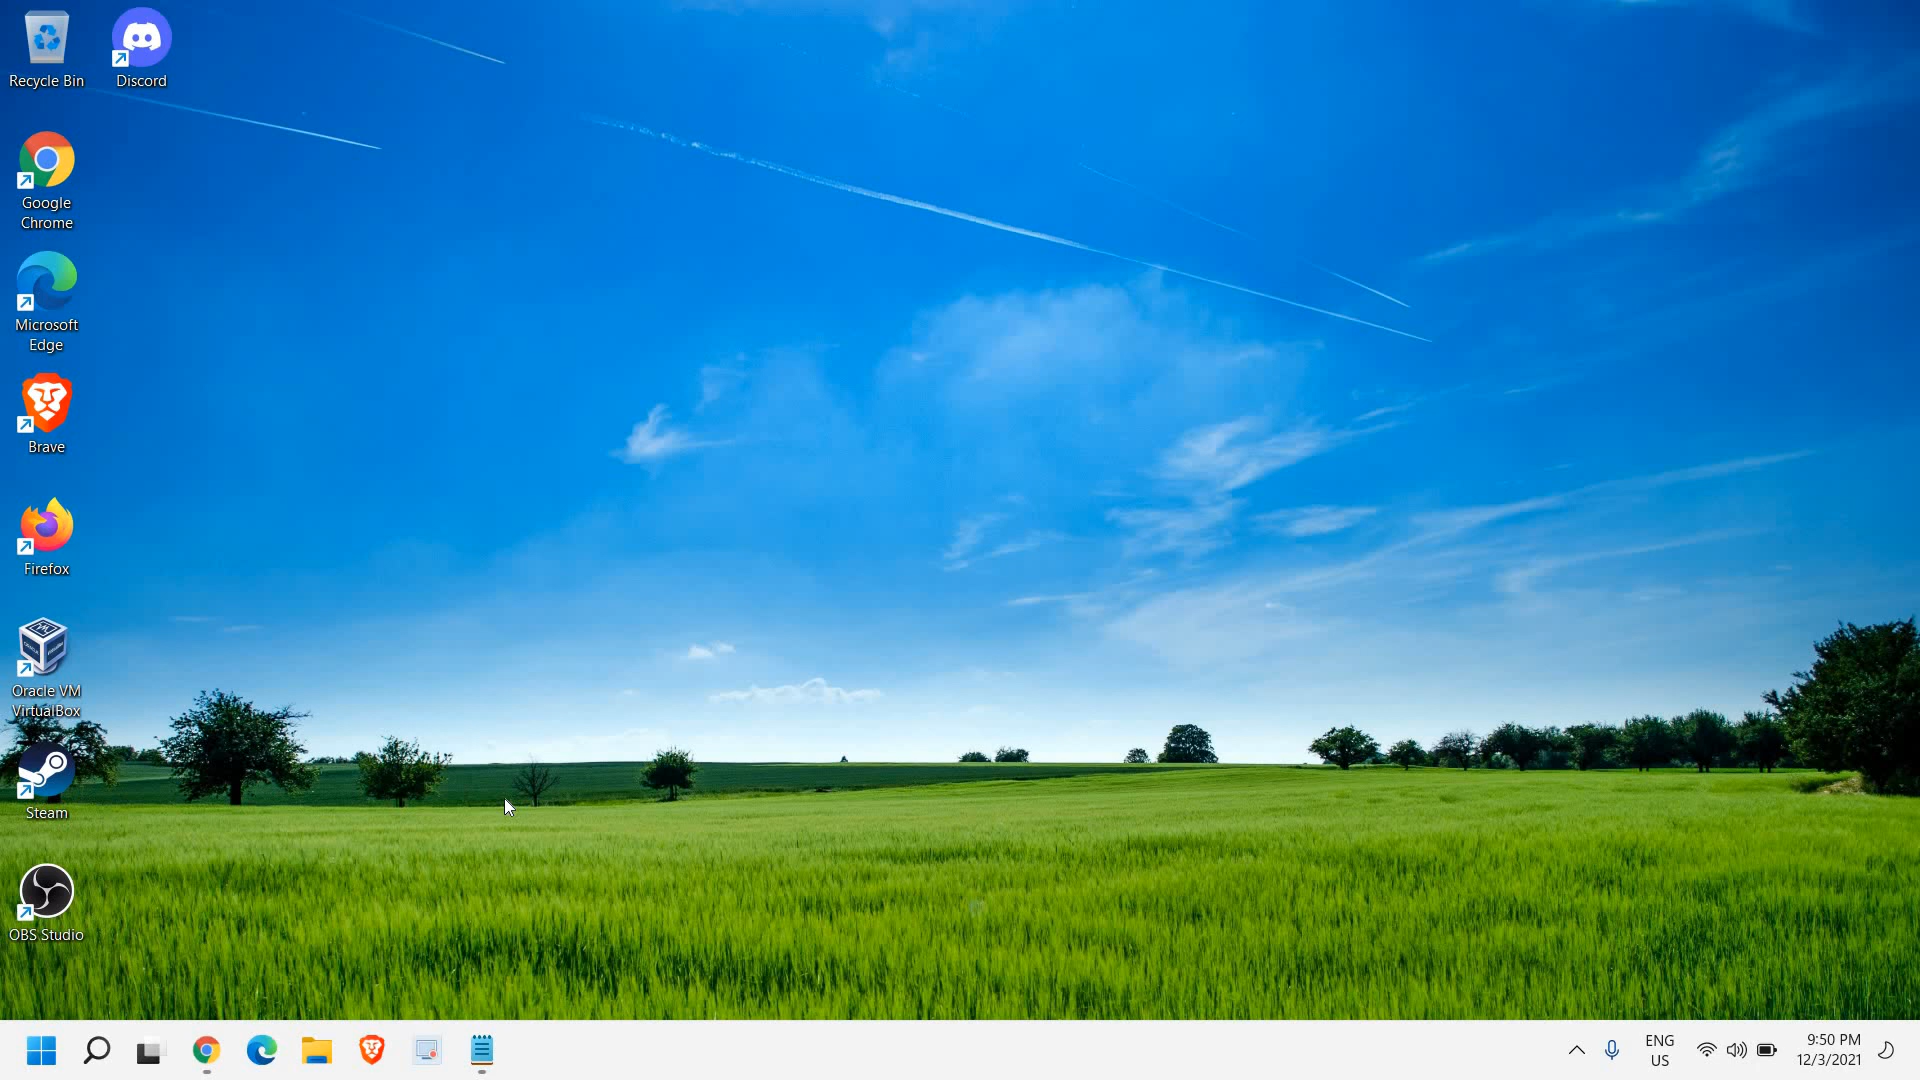 Recycle Bin
Discord
Google
Chrome
Microsoft
Edge
Brave
Firefox
Oracle VM
VirtualBox
Steam
OBS Studio
ENG
US
9:50 PM
12/3/2021